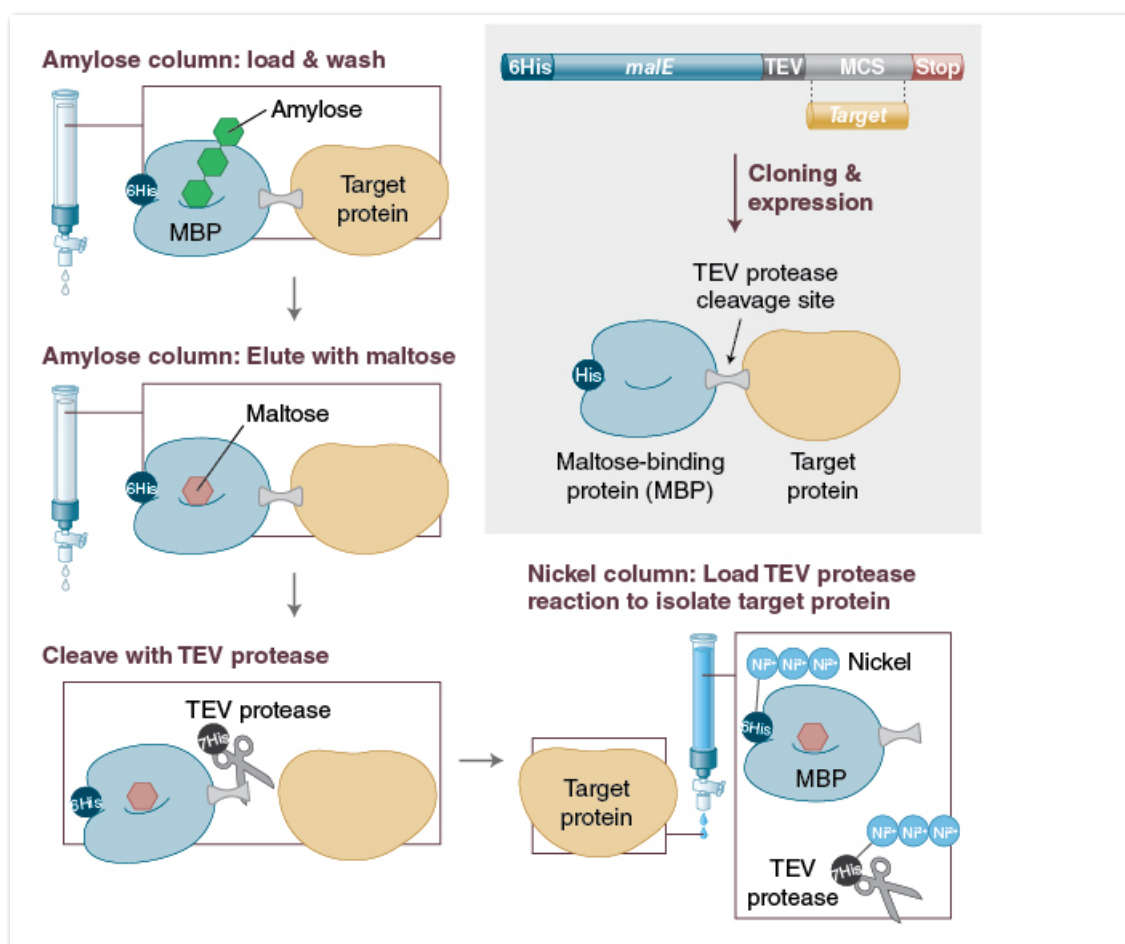 Amylose column: load & wash
Amylose
6His
MBP
Target
protein
Amylose column: Elute with maltose
Maltose
6His
Cleave with TEV protease
TEV protease
7His
6His
6His
malE
TEV
MCS
Stop
Target
Cloning &
expression
TEV protease
cleavage site
His
Maltose-binding
protein (MBP)
Target
protein
Nickel column: Load TEV protease
reaction to isolate target protein
Target
protein
Ni²⁺ Ni²⁺ Ni²⁺
Nickel
6His
MBP
Ni²⁺ Ni²⁺ Ni²⁺
7His
TEV
protease